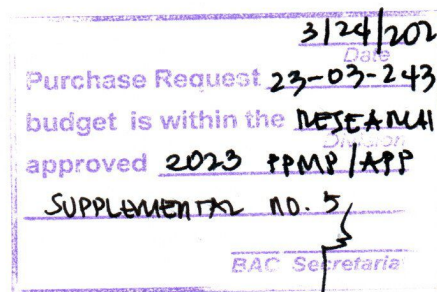 3/24/202
Date
Purchase Request 23-03-243
budget is within the RESEARCH
Division
approved 2023 PPMP/APP
SUPPLEMENTAL NO. 5
BAC Secretaria